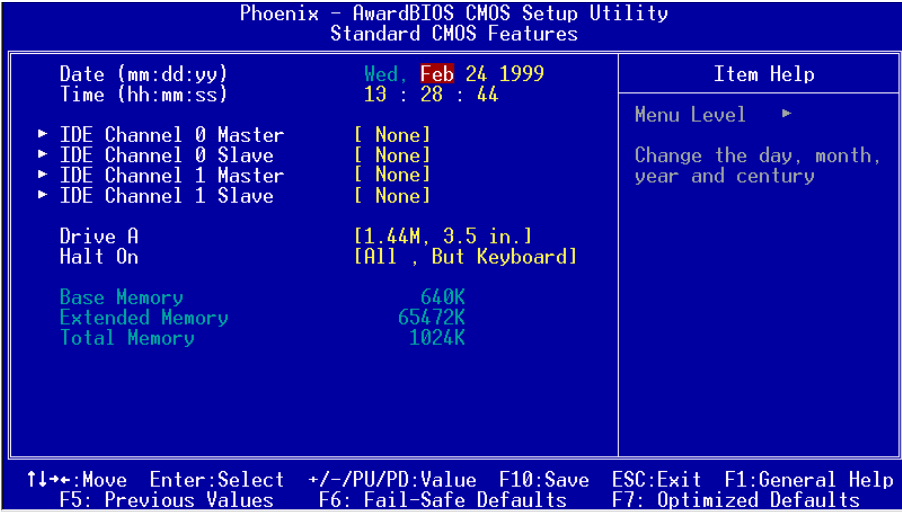 Phoenix - AwardBIOS CMOS Setup Utility
Standard CMOS Features
Date (mm:dd:yy) Wed, Feb 24 1999
Time (hh:mm:ss) 13 : 28 : 44
► IDE Channel 0 Master [ None]
► IDE Channel 0 Slave [ None]
► IDE Channel 1 Master [ None]
► IDE Channel 1 Slave [ None]
Drive A [1.44M, 3.5 in.]
Halt On [All , But Keyboard]
Base Memory 640K
Extended Memory 65472K
Total Memory 1024K
Item Help
Menu Level ►
Change the day, month,
year and century
↑↓→←:Move Enter:Select +/-/PU/PD:Value F10:Save ESC:Exit F1:General Help
F5: Previous Values F6: Fail-Safe Defaults F7: Optimized Defaults